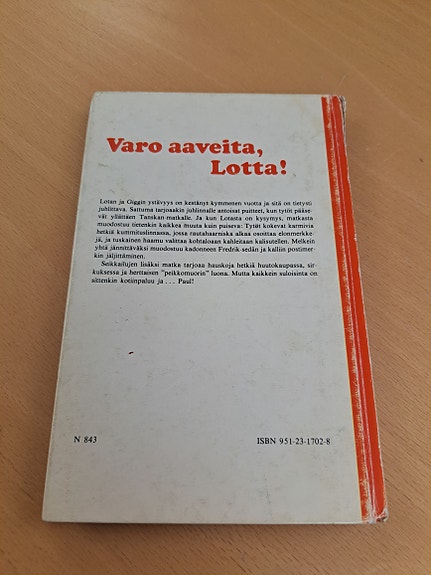 Varo aaveita,
Lotta!
Lotan ja Giggin ystävyys on kestänyt kymmenen vuotta ja sitä on tietysti
juhlittava. Sattuma tarjoaakin juhlinnalle antoisat puitteet, kun tytöt pääse-
vät yllättäen Tanskan-matkalle. Ja kun Lotasta on kysymys, matkasta
muodostuu tietenkin kaikkea muuta kuin puiseva: Tytöt kokevat karmivia
hetkiä kummituslinnassa, jossa rautahaarniska alkaa osoittaa elonmerkke-
jä, ja tuskainen haamu valittaa kohtaloaan kahleitaan kalisutellen. Melkein
yhtä jännittäväksi muodostuu kadonneen Fredrik-sedän ja kalliin postimer-
kin jäljittäminen.
Seikkailujen lisäksi matka tarjoaa hauskoja hetkiä huutokaupassa, sir-
kuksessa ja herttaisen "peikkomuorin" luona. Mutta kaikkein suloisinta on
sittenkin kotiinpaluu ja . . . Paul!
N 843
ISBN 951-23-1702-8